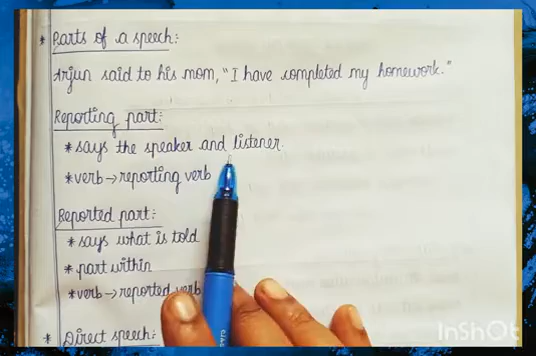 * Parts of a speech:
Arjun said to his mom, "I have completed my homework."
Reporting part:
* says the speaker and listener.
* verb → reporting verb
Reported part:
* says what is told
* part within
* verb → reported verb
* Direct speech:
InShOt